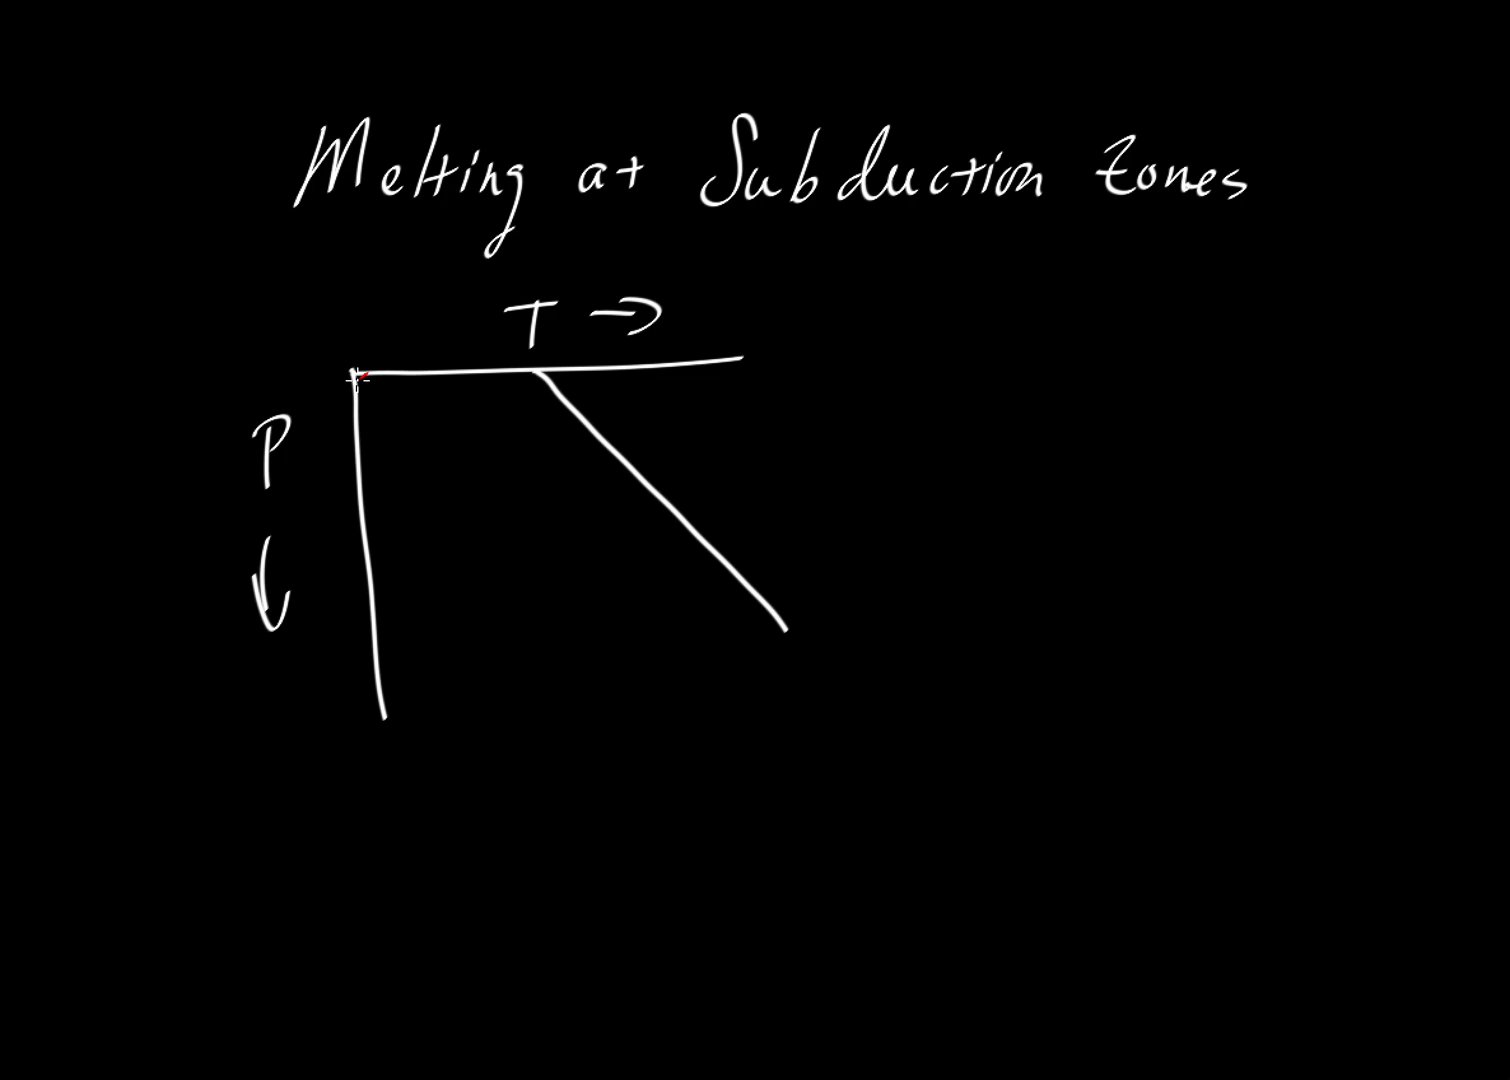 Melting at Subduction Zones
T →
P
↓